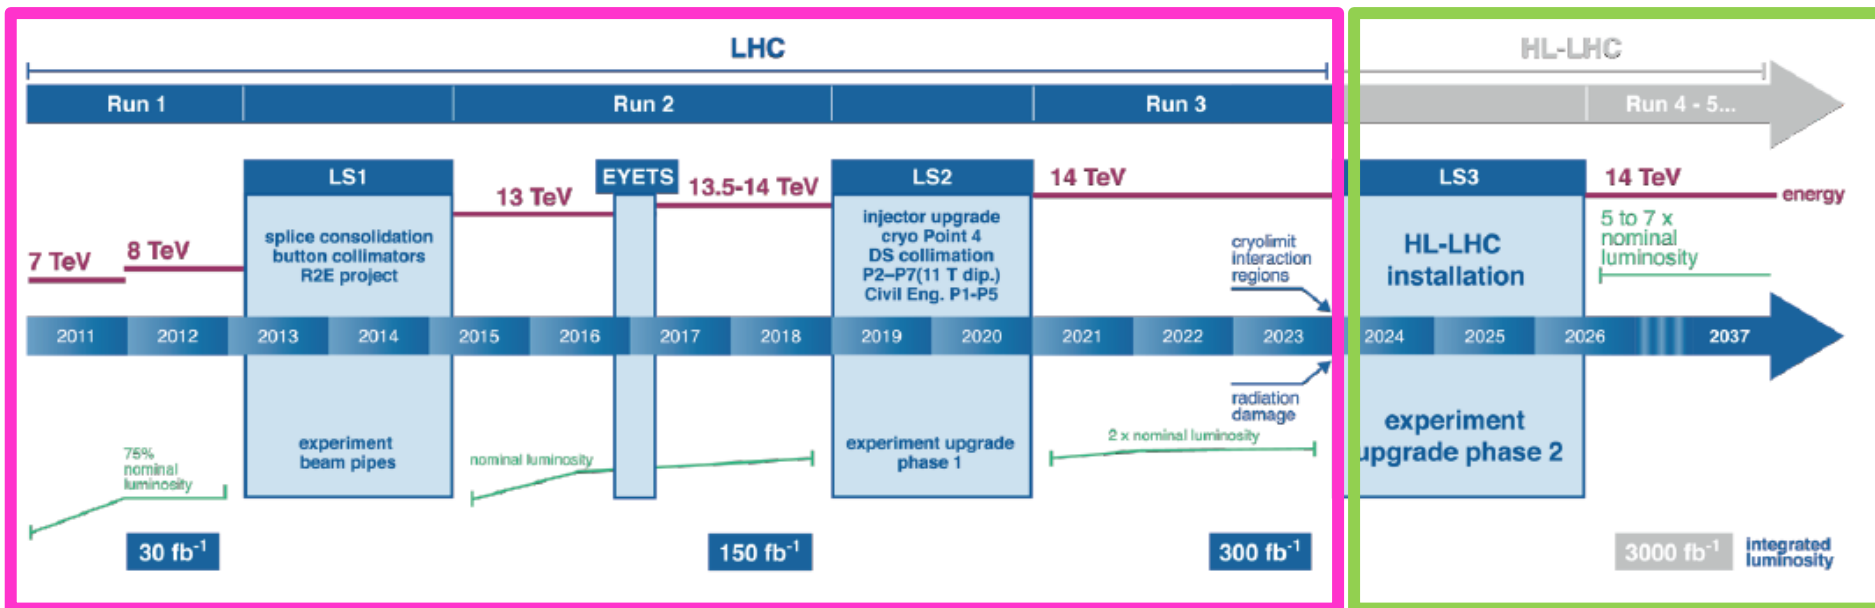 LHC
HL-LHC
Run 1
Run 2
Run 3
Run 4 - 5...
LS1
EYETS
LS2
LS3
7 TeV
8 TeV
13 TeV
13.5-14 TeV
14 TeV
14 TeV
energy
splice consolidation
button collimators
R2E project
injector upgrade
cryo Point 4
DS collimation
P2–P7(11 T dip.)
Civil Eng. P1-P5
cryolimit
interaction
regions
HL-LHC
installation
5 to 7 x
nominal
luminosity
2011
2012
2013
2014
2015
2016
2017
2018
2019
2020
2021
2022
2023
2024
2025
2026
2037
75%
nominal
luminosity
experiment
beam pipes
nominal luminosity
experiment upgrade
phase 1
2 x nominal luminosity
radiation
damage
experiment
upgrade phase 2
30 fb⁻¹
150 fb⁻¹
300 fb⁻¹
3000 fb⁻¹
integrated
luminosity